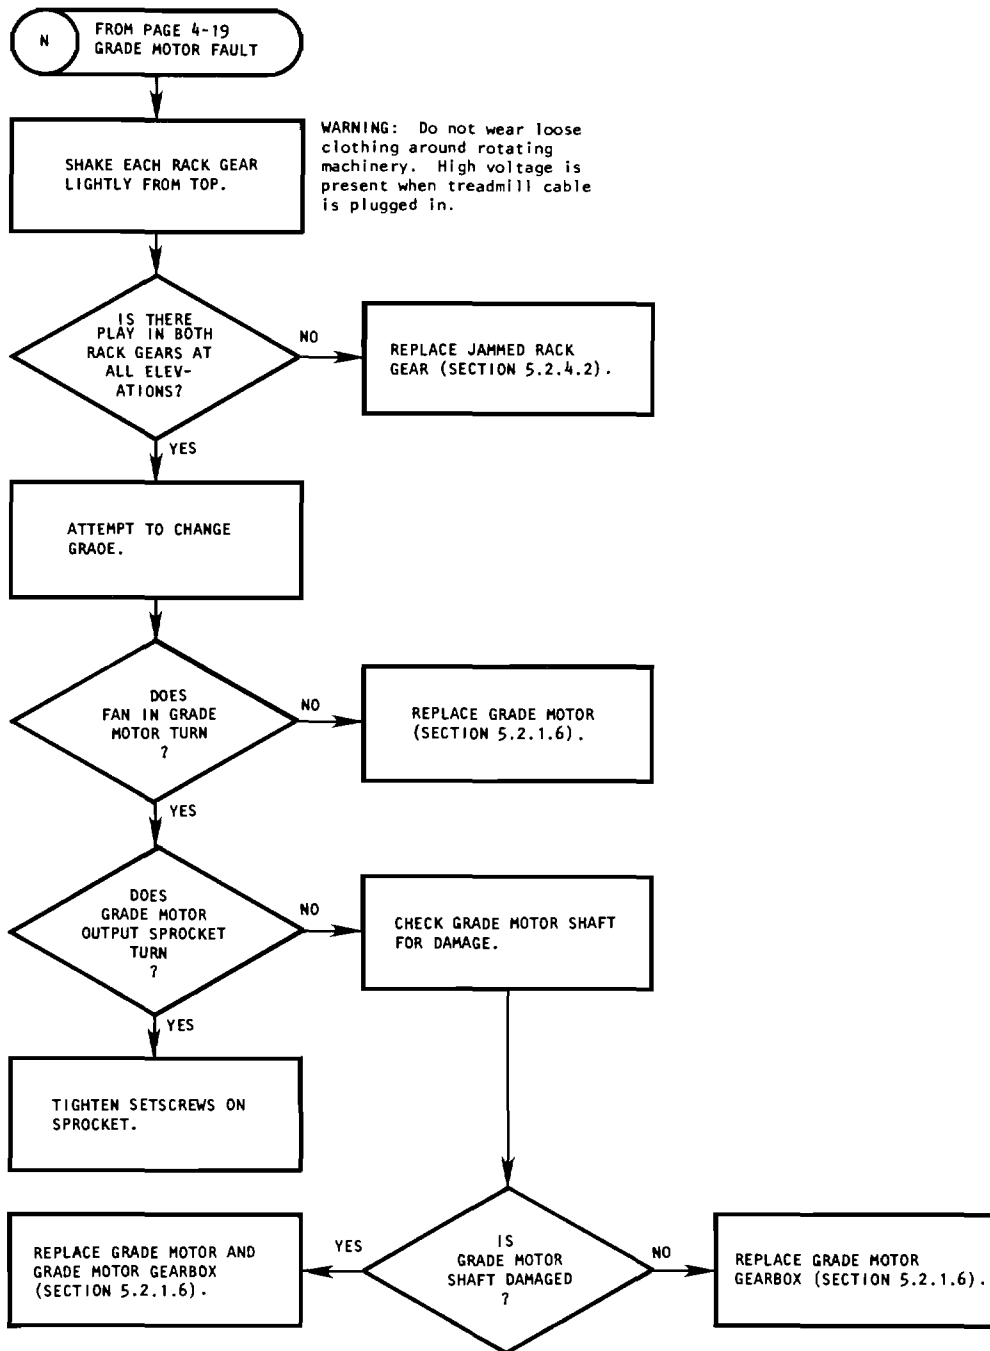 N
FROM PAGE 4-19
GRADE MOTOR FAULT
SHAKE EACH RACK GEAR
LIGHTLY FROM TOP.
WARNING: Do not wear loose
clothing around rotating
machinery. High voltage is
present when treadmill cable
is plugged in.
IS THERE
PLAY IN BOTH
RACK GEARS AT
ALL ELEV-
ATIONS?
NO
REPLACE JAMMED RACK
GEAR (SECTION 5.2.4.2).
YES
ATTEMPT TO CHANGE
GRADE.
DOES
FAN IN GRADE
MOTOR TURN
?
NO
REPLACE GRADE MOTOR
(SECTION 5.2.1.6).
YES
DOES
GRADE MOTOR
OUTPUT SPROCKET
TURN
?
NO
CHECK GRADE MOTOR SHAFT
FOR DAMAGE.
YES
TIGHTEN SETSCREWS ON
SPROCKET.
IS
GRADE MOTOR
SHAFT DAMAGED
?
YES
REPLACE GRADE MOTOR AND
GRADE MOTOR GEARBOX
(SECTION 5.2.1.6).
NO
REPLACE GRADE MOTOR
GEARBOX (SECTION 5.2.1.6).